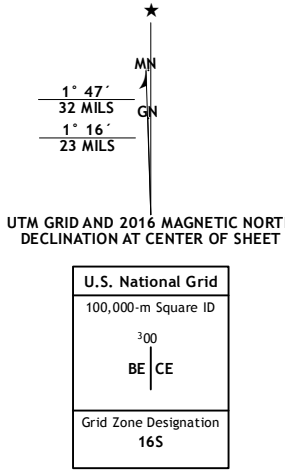 ★
MN
1° 47´
32 MILS
GN
1° 16´
23 MILS
UTM GRID AND 2016 MAGNETIC NORT
DECLINATION AT CENTER OF SHEET
U.S. National Grid
100,000-m Square ID
³00
BE CE
Grid Zone Designation
16S